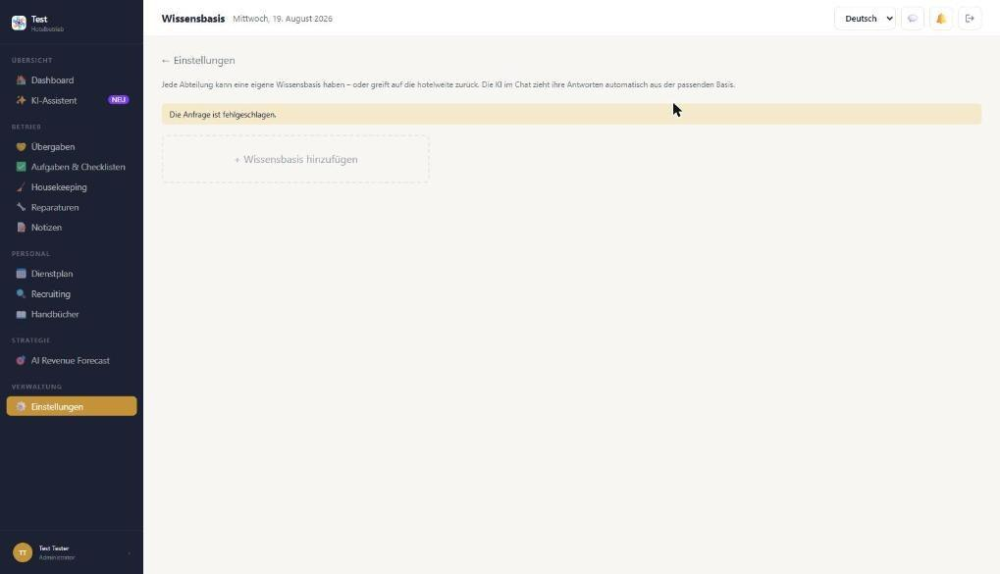 Test
Hotelbetrieb
ÜBERSICHT
Dashboard
KI-Assistent NEU
BETRIEB
Übergaben
Aufgaben & Checklisten
Housekeeping
Reparaturen
Notizen
PERSONAL
Dienstplan
Recruiting
Handbücher
STRATEGIE
AI Revenue Forecast
VERWALTUNG
Einstellungen
TT
Test Tester
Administrator
Wissensbasis Mittwoch, 19. August 2026
Deutsch
← Einstellungen
Jede Abteilung kann eine eigene Wissensbasis haben – oder greift auf die hotelweite zurück. Die KI im Chat zieht ihre Antworten automatisch aus der passenden Basis.
Die Anfrage ist fehlgeschlagen.
+ Wissensbasis hinzufügen